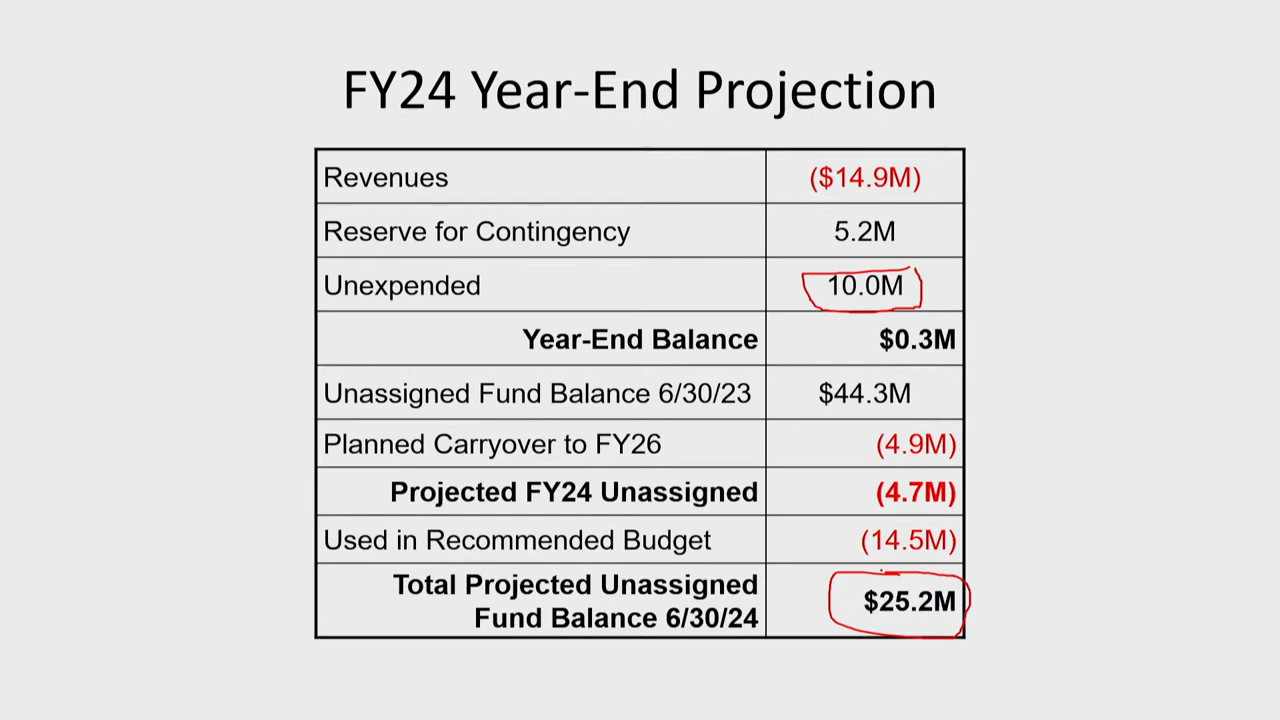 FY24 Year-End Projection
Revenues ($14.9M)
Reserve for Contingency 5.2M
Unexpended 10.0M
Year-End Balance $0.3M
Unassigned Fund Balance 6/30/23 $44.3M
Planned Carryover to FY26 (4.9M)
Projected FY24 Unassigned (4.7M)
Used in Recommended Budget (14.5M)
Total Projected Unassigned
Fund Balance 6/30/24 $25.2M